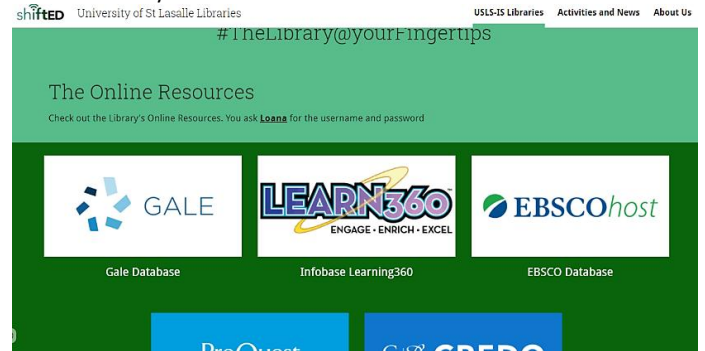 shiftED University of St Lasalle Libraries USLS-IS Libraries Activities and News About Us
#TheLibrary@yourFingertips
The Online Resources
Check out the Library's Online Resources. You ask Loana for the username and password
GALE
LEARN360
ENGAGE • ENRICH • EXCEL
EBSCOhost
Gale Database Infobase Learning360 EBSCO Database
ProQuest
CREDO